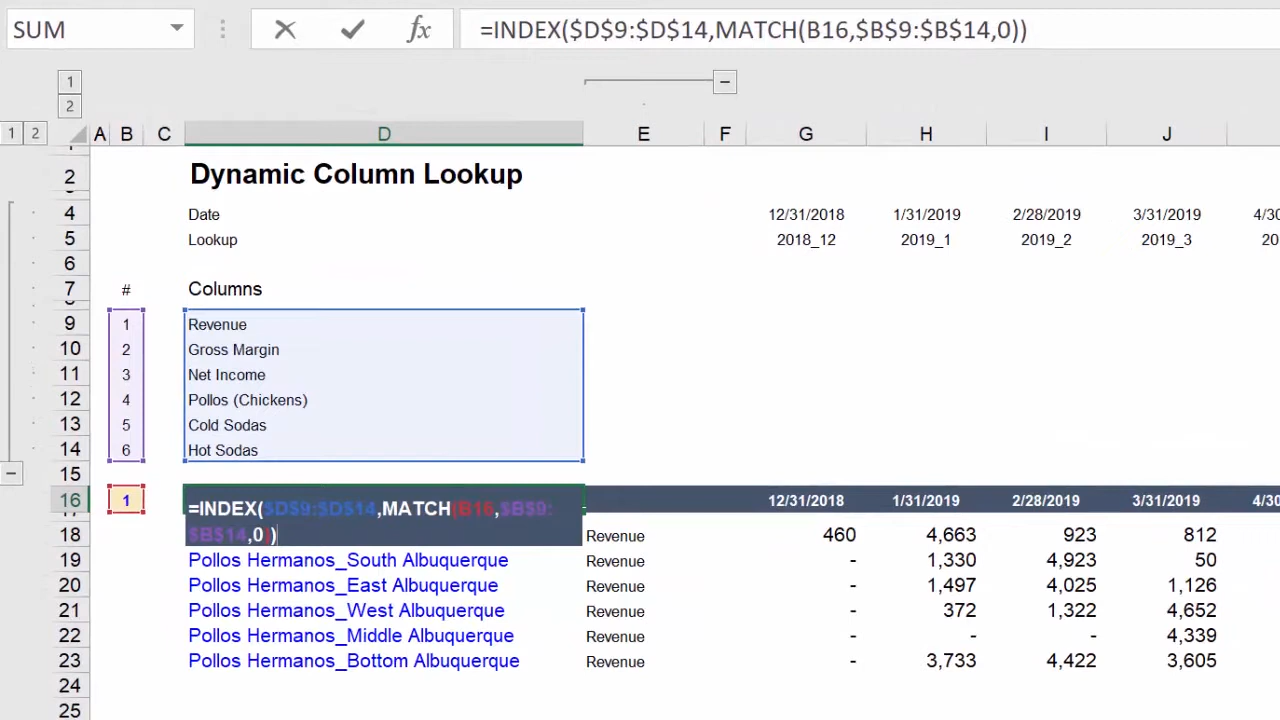 SUM =INDEX($D$9:$D$14,MATCH(B16,$B$9:$B$14,0))
1
2
1 2 A B C D E F G H I J
2 Dynamic Column Lookup
4 Date 12/31/2018 1/31/2019 2/28/2019 3/31/2019 4/30
5 Lookup 2018_12 2019_1 2019_2 2019_3 20
6
7 # Columns
9 1 Revenue
10 2 Gross Margin
11 3 Net Income
12 4 Pollos (Chickens)
13 5 Cold Sodas
14 6 Hot Sodas
15
16 1 =INDEX($D$9:$D$14,MATCH(B16,$B$9: 12/31/2018 1/31/2019 2/28/2019 3/31/2019 4/30
18 $B$14,0)) Revenue 460 4,663 923 812
19 Pollos Hermanos_South Albuquerque Revenue - 1,330 4,923 50
20 Pollos Hermanos_East Albuquerque Revenue - 1,497 4,025 1,126
21 Pollos Hermanos_West Albuquerque Revenue - 372 1,322 4,652
22 Pollos Hermanos_Middle Albuquerque Revenue - - - 4,339
23 Pollos Hermanos_Bottom Albuquerque Revenue - 3,733 4,422 3,605
24
25